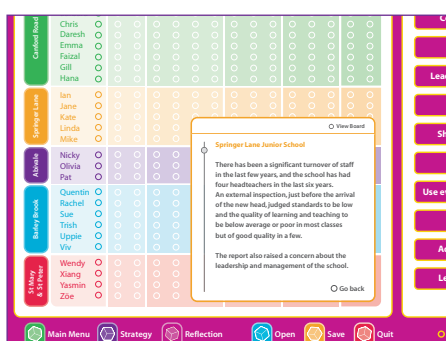 Canford Road
Chris
Daresh
Emma
Faizal
Gill
Hana
Springer Lane
Ian
Jane
Kate
Linda
Mike
Abivale
Nicky
Olivia
Pat
Barley Brook
Quentin
Rachel
Sue
Trish
Uppie
Viv
St Mary
& St Peter
Wendy
Xiang
Yasmin
Zöe
View Board
Springer Lane Junior School
There has been a significant turnover of staff
in the last few years, and the school has had
four headteachers in the last six years.
An external inspection, just before the arrival
of the new head, judged standards to be low
and the quality of learning and teaching to
be below average or poor in most classes
but of good quality in a few.
The report also raised a concern about the
leadership and management of the school.
Go back
Lead
Sh
Use e
A
Le
Main Menu
Strategy
Reflection
Open
Save
Quit